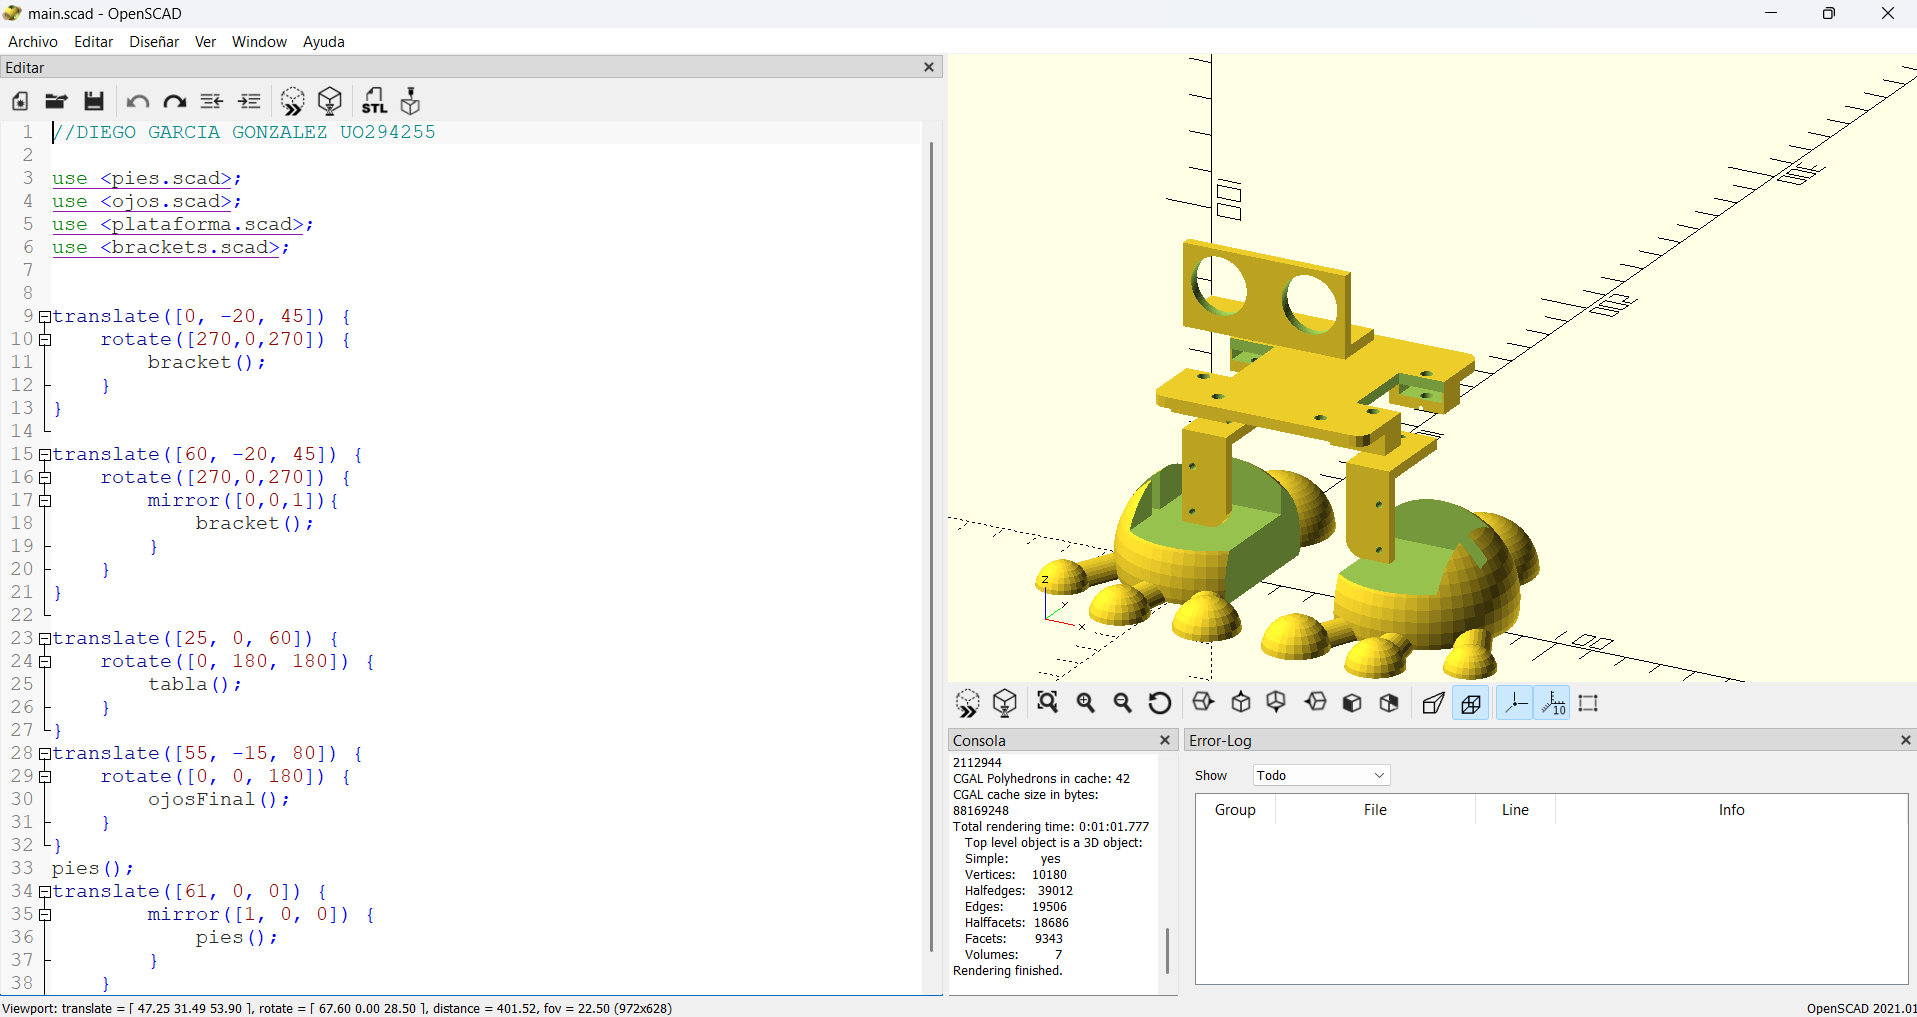 main.scad - OpenSCAD
Archivo Editar Diseñar Ver Window Ayuda
Editar
STL
1 //DIEGO GARCIA GONZALEZ UO294255
2
3 use <pies.scad>;
4 use <ojos.scad>;
5 use <plataforma.scad>;
6 use <brackets.scad>;
7
8
9 translate([0, -20, 45]) {
10 rotate([270,0,270]) {
11 bracket();
12 }
13 }
14
15 translate([60, -20, 45]) {
16 rotate([270,0,270]) {
17 mirror([0,0,1]){
18 bracket();
19 }
20 }
21 }
22
23 translate([25, 0, 60]) {
24 rotate([0, 180, 180]) {
25 tabla();
26 }
27 }
28 translate([55, -15, 80]) {
29 rotate([0, 0, 180]) {
30 ojosFinal();
31 }
32 }
33 pies();
34 translate([61, 0, 0]) {
35 mirror([1, 0, 0]) {
36 pies();
37 }
38 }
z
y
x
10
Consola
2112944
CGAL Polyhedrons in cache: 42
CGAL cache size in bytes:
88169248
Total rendering time: 0:01:01.777
Top level object is a 3D object:
Simple: yes
Vertices: 10180
Halfedges: 39012
Edges: 19506
Halffacets: 18686
Facets: 9343
Volumes: 7
Rendering finished.
Error-Log
Show Todo
Group File Line Info
Viewport: translate = [ 47.25 31.49 53.90 ], rotate = [ 67.60 0.00 28.50 ], distance = 401.52, fov = 22.50 (972x628)
OpenSCAD 2021.01